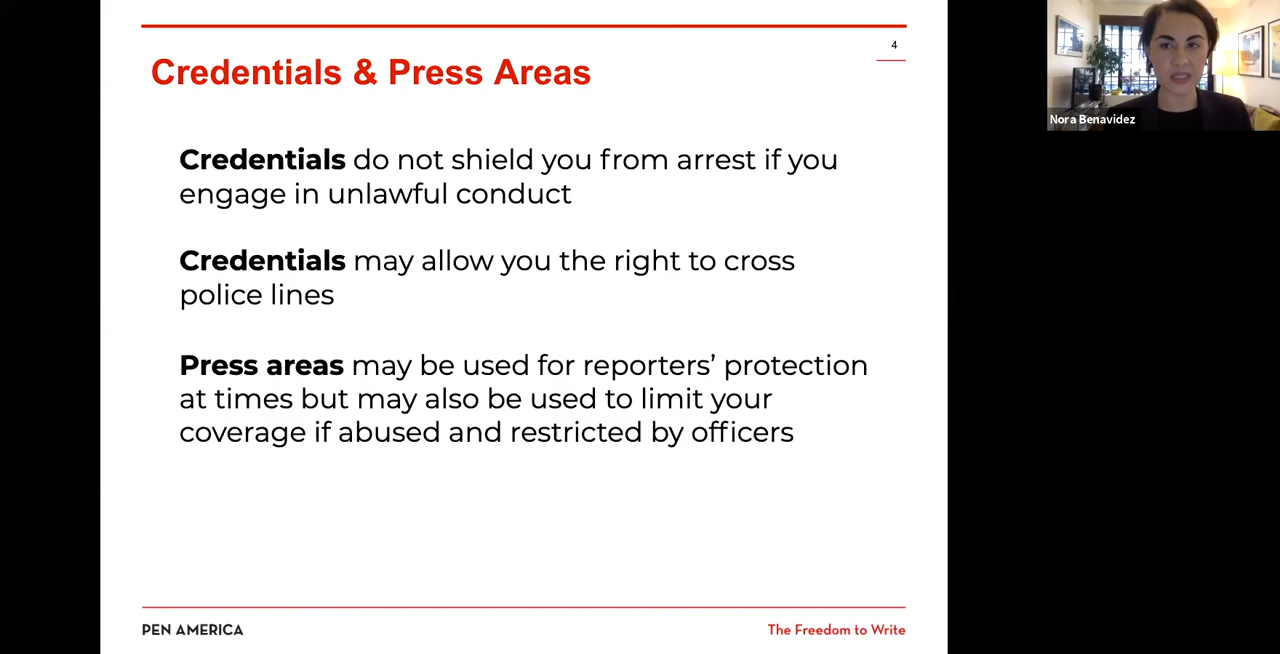 4
Credentials & Press Areas
Credentials do not shield you from arrest if you
engage in unlawful conduct
Credentials may allow you the right to cross
police lines
Press areas may be used for reporters’ protection
at times but may also be used to limit your
coverage if abused and restricted by officers
PEN AMERICA
The Freedom to Write
Nora Benavidez